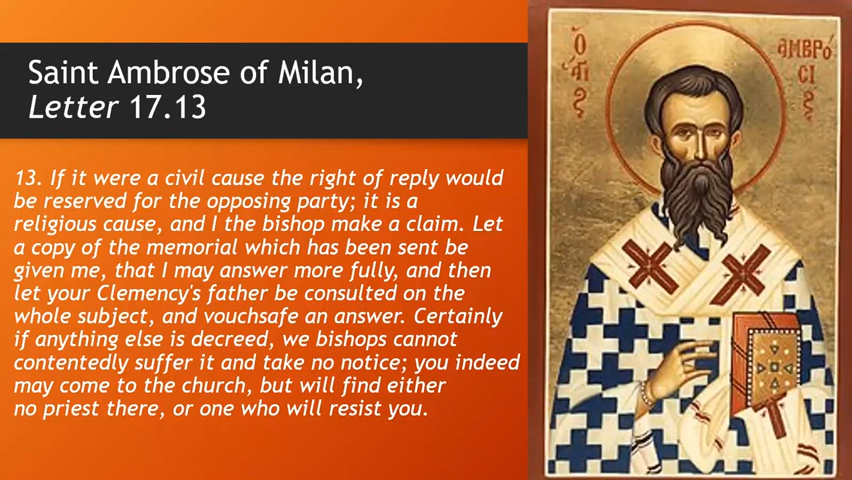 Saint Ambrose of Milan,
Letter 17.13
13. If it were a civil cause the right of reply would
be reserved for the opposing party; it is a
religious cause, and I the bishop make a claim. Let
a copy of the memorial which has been sent be
given me, that I may answer more fully, and then
let your Clemency's father be consulted on the
whole subject, and vouchsafe an answer. Certainly
if anything else is decreed, we bishops cannot
contentedly suffer it and take no notice; you indeed
may come to the church, but will find either
no priest there, or one who will resist you.
ΑΜΒΡΌ
СΙ